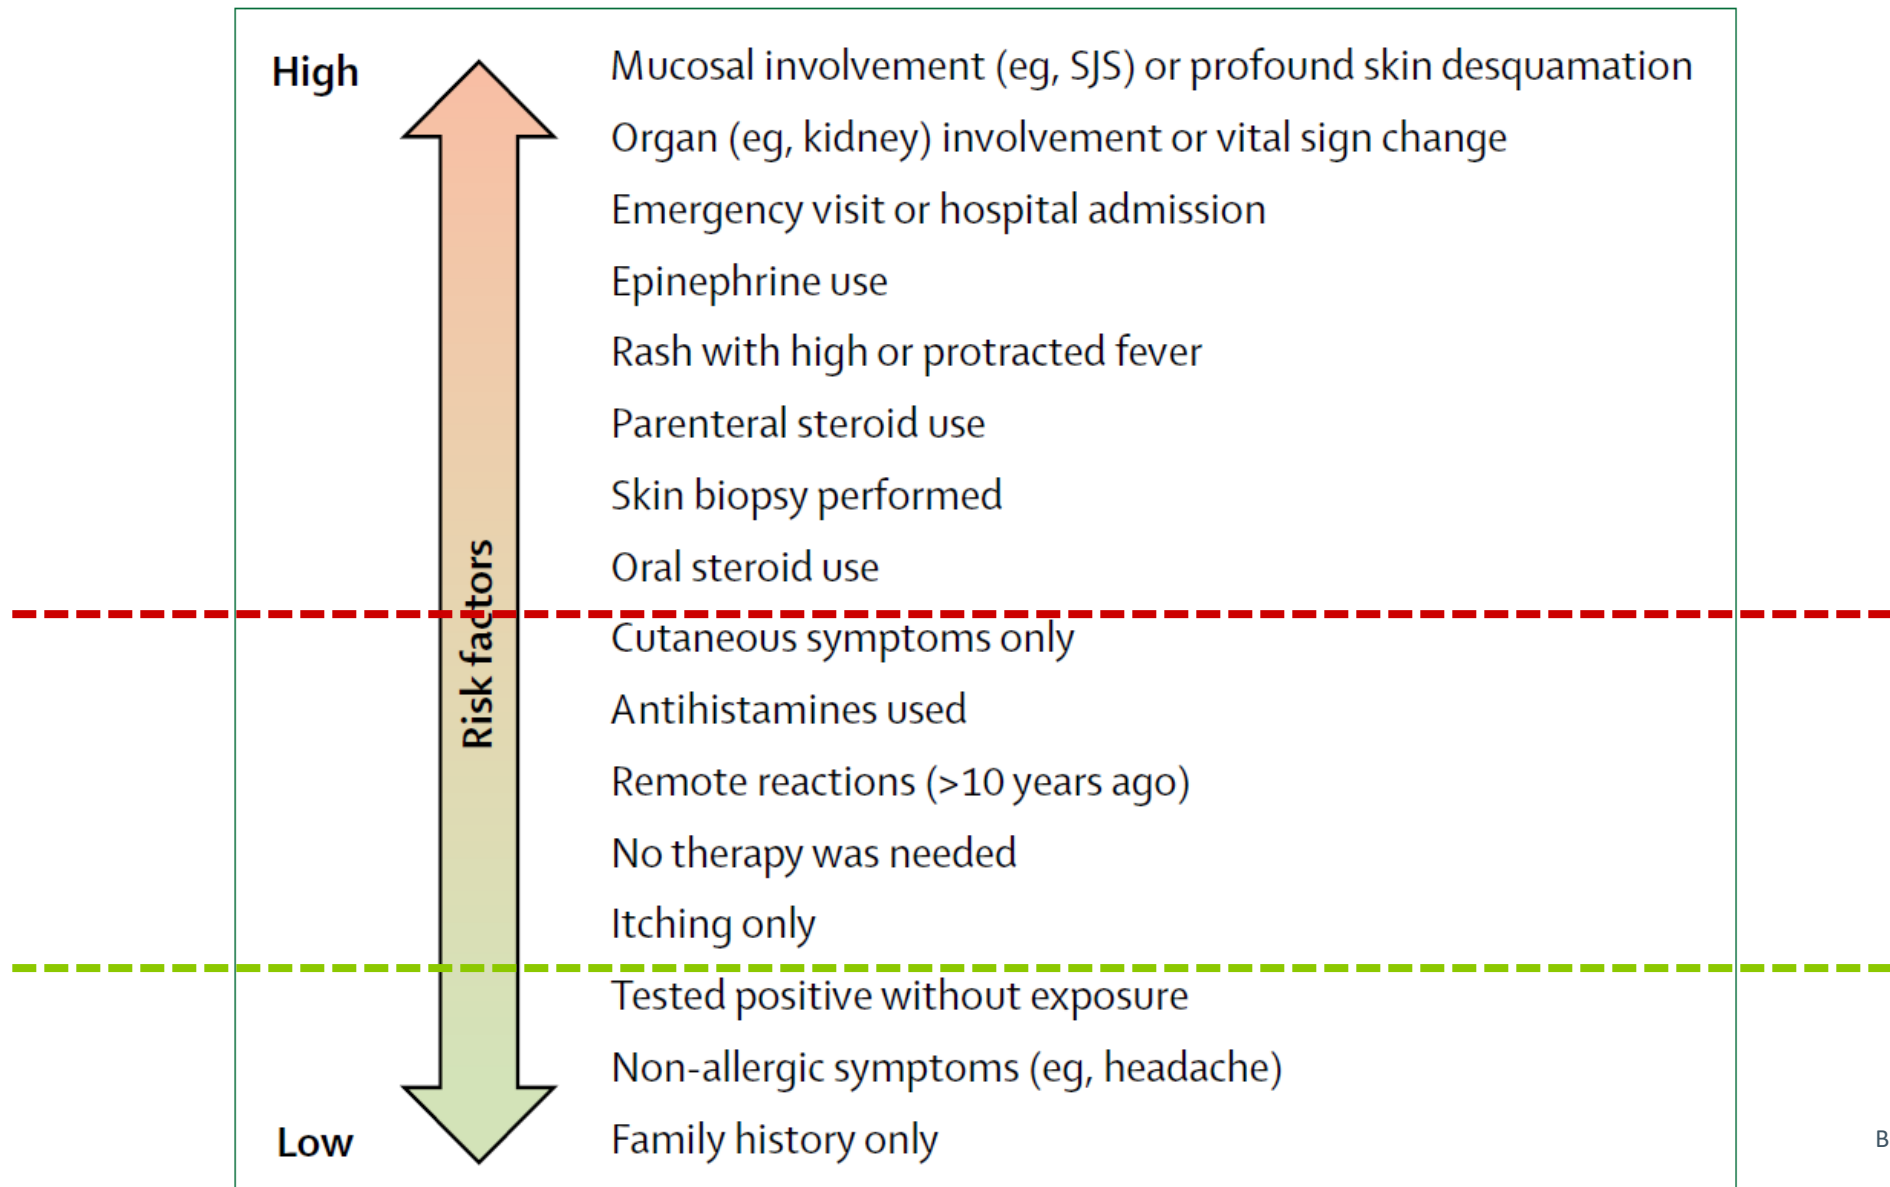 High
Mucosal involvement (eg, SJS) or profound skin desquamation
Organ (eg, kidney) involvement or vital sign change
Emergency visit or hospital admission
Epinephrine use
Rash with high or protracted fever
Parenteral steroid use
Skin biopsy performed
Oral steroid use
Risk factors
Cutaneous symptoms only
Antihistamines used
Remote reactions (>10 years ago)
No therapy was needed
Itching only
Tested positive without exposure
Non-allergic symptoms (eg, headache)
Low
Family history only
B